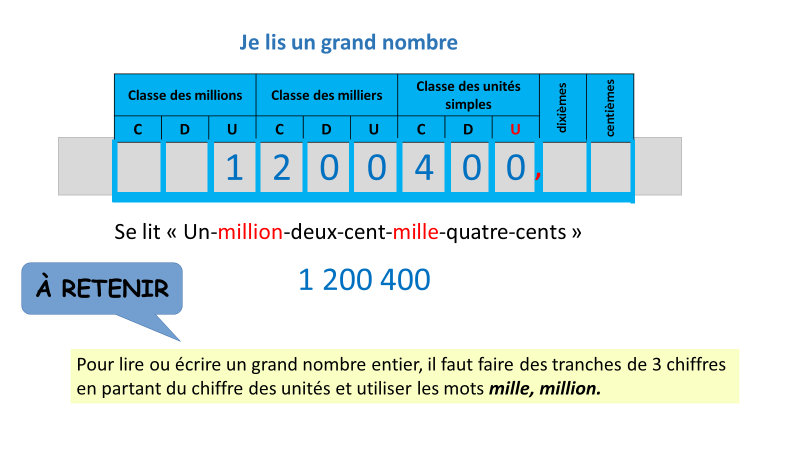 Je lis un grand nombre
Classe des millions Classe des milliers Classe des unités simples dixièmes centièmes
C D U C D U C D U
1 2 0 0 4 0 0 ,
Se lit « Un-million-deux-cent-mille-quatre-cents »
1 200 400
À RETENIR
Pour lire ou écrire un grand nombre entier, il faut faire des tranches de 3 chiffres
en partant du chiffre des unités et utiliser les mots mille, million.